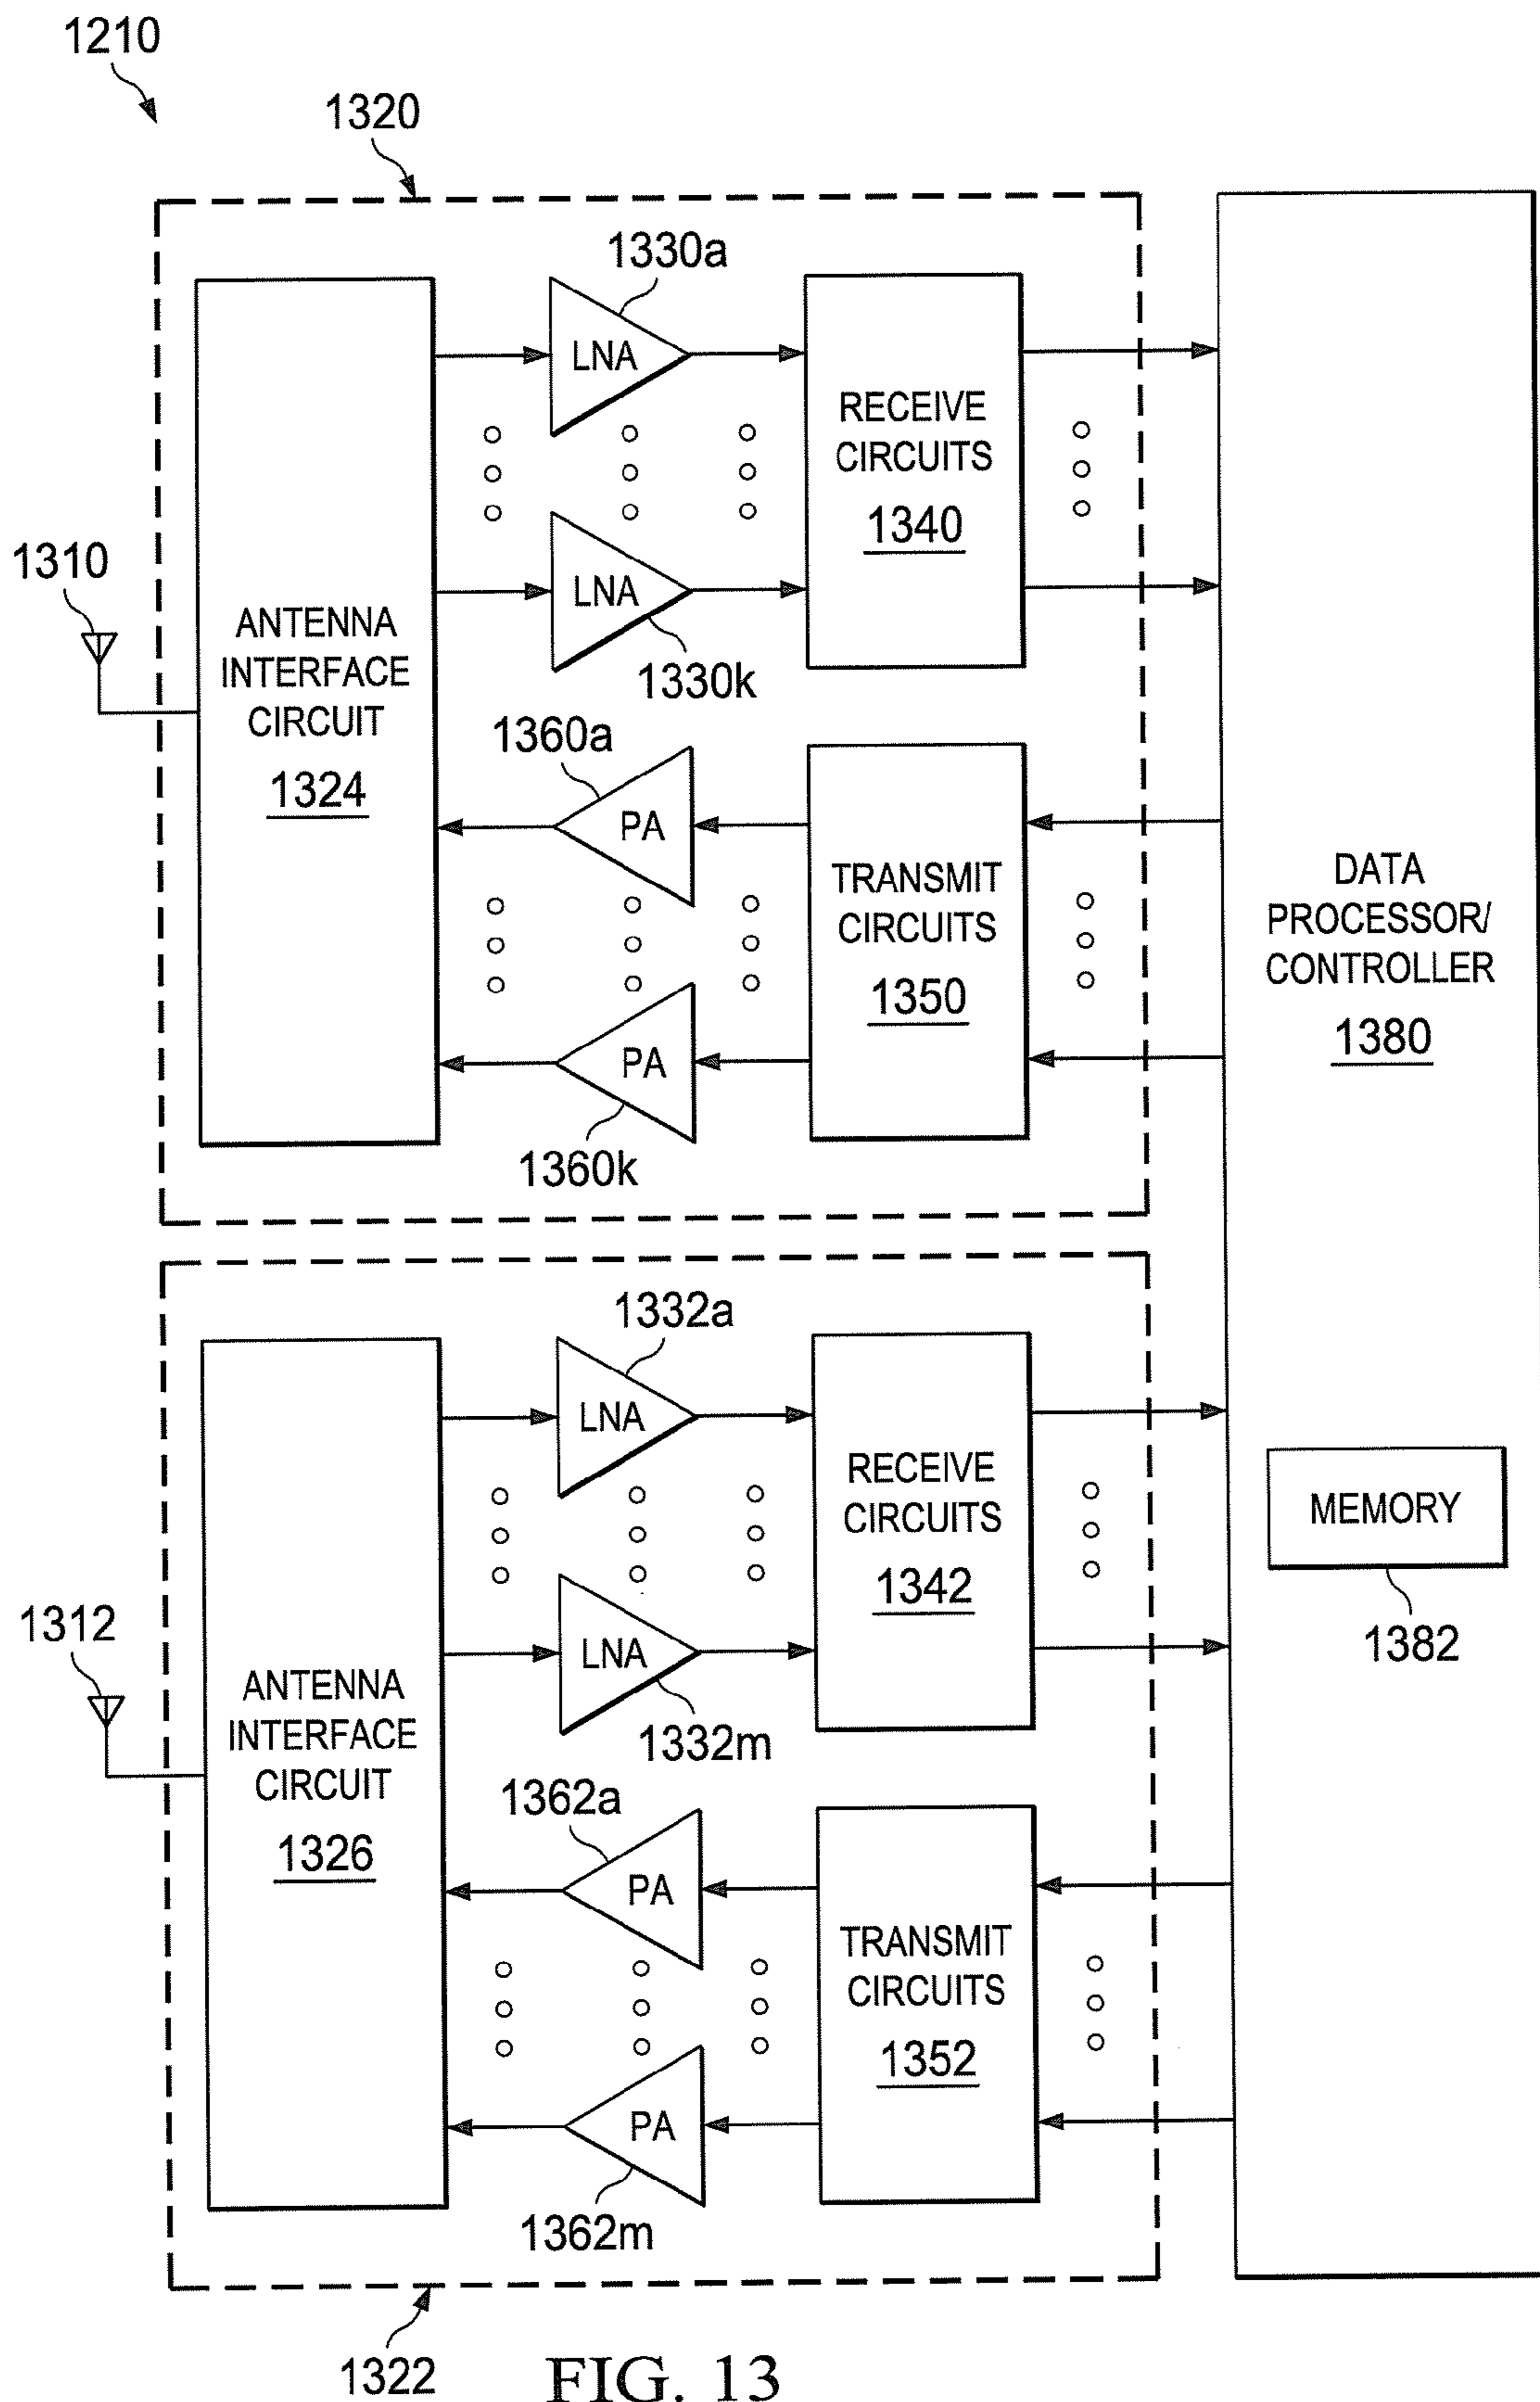 1210
1320
1330a
LNA
RECEIVE
CIRCUITS
1340
LNA
1330k
1310
ANTENNA
INTERFACE
CIRCUIT
1324
1360a
PA
TRANSMIT
CIRCUITS
1350
PA
1360k
DATA
PROCESSOR/
CONTROLLER
1380
1332a
LNA
RECEIVE
CIRCUITS
1342
LNA
1332m
MEMORY
1382
1312
ANTENNA
INTERFACE
CIRCUIT
1326
1362a
PA
TRANSMIT
CIRCUITS
1352
PA
1362m
1322
FIG. 13